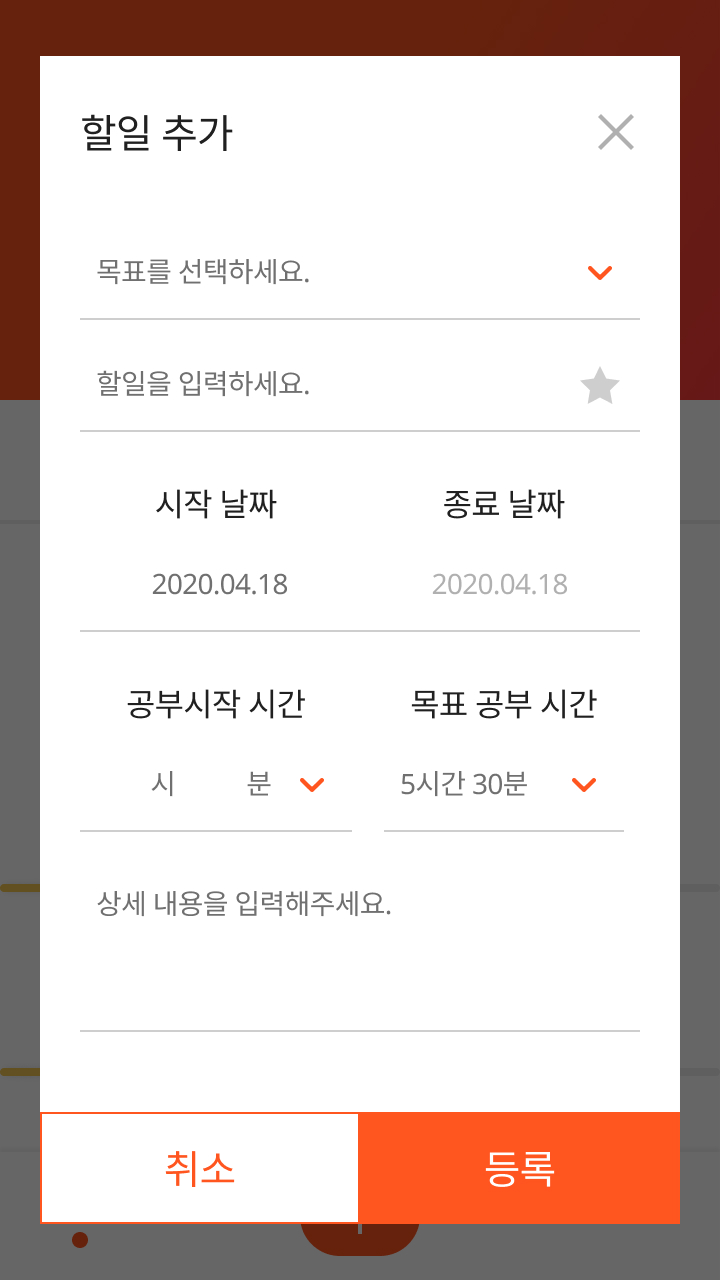 할일 추가
목표를 선택하세요.
할일을 입력하세요.
시작 날짜 종료 날짜
2020.04.18 2020.04.18
공부시작 시간 목표 공부 시간
시 분 5시간 30분
상세 내용을 입력해주세요.
취소 등록